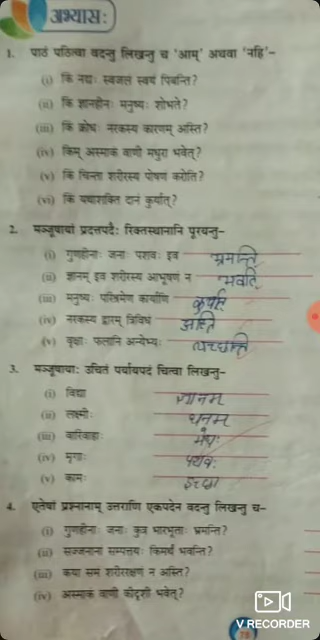 अभ्यासः
1. पाठं पठित्वा वदन्तु लिखन्तु च 'आम्' अथवा 'नहि'-
(i) किं नद्यः स्वजलं स्वयं पिबन्ति?
(ii) किं ज्ञानहीनः मनुष्यः शोभते?
(iii) किं क्रोधः नरकस्य कारणम् अस्ति?
(iv) किम् अस्माकं वाणी मधुरा भवेत्?
(v) किं चिन्ता शरीरस्य पोषणं करोति?
(vi) किं यथाशक्ति दानं कुर्यात्?
2. मञ्जूषायां प्रदत्तपदैः रिक्तस्थानानि पूरयन्तु-
(i) गुणहीनाः जनाः पशवः इव भ्रमन्ति
(ii) ज्ञानम् इव शरीरस्य आभूषणं न भवति
(iii) मनुष्यः परिश्रमेण कार्याणि
(iv) नरकस्य द्वारम् त्रिविधं अस्ति
(v) वृक्षाः फलानि अन्येभ्यः
3. मञ्जूषायाः उचितं पर्यायपदं चित्वा लिखन्तु-
(i) विद्या ज्ञानम
(ii) लक्ष्मीः धनम
(iii) वारिवाहाः
(iv) मृगाः
(v) कामः इच्छा
4. एतेषां प्रश्नानाम् उत्तराणि एकपदेन वदन्तु लिखन्तु च-
(i) गुणहीनाः जनाः कुत्र भारभूताः भ्रमन्ति?
(ii) सज्जनानां सम्पत्तयः किमर्थं भवन्ति?
(iii) कया समं शरीररक्षणं न अस्ति?
(iv) अस्माकं वाणी कीदृशी भवेत्?
78
V RECORDER